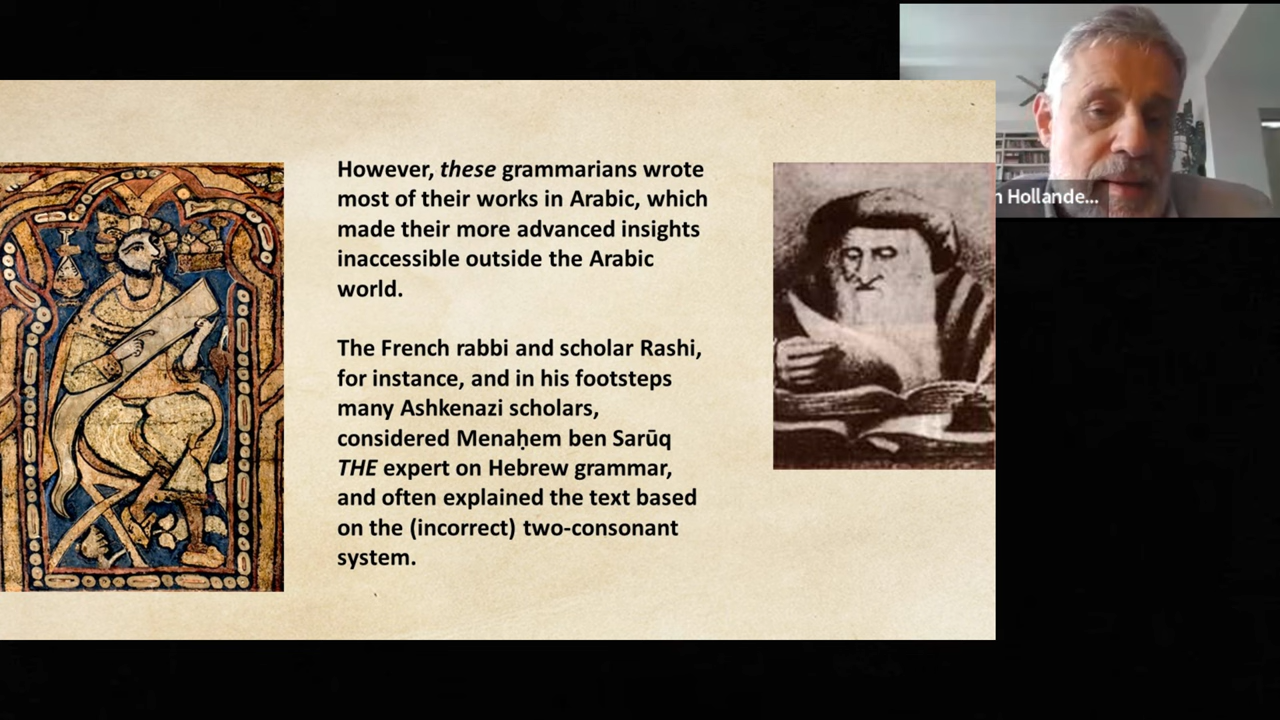 However, these grammarians wrote
most of their works in Arabic, which
made their more advanced insights
inaccessible outside the Arabic
world.
The French rabbi and scholar Rashi,
for instance, and in his footsteps
many Ashkenazi scholars,
considered Menaḥem ben Sarūq
THE expert on Hebrew grammar,
and often explained the text based
on the (incorrect) two-consonant
system.
n Hollande...